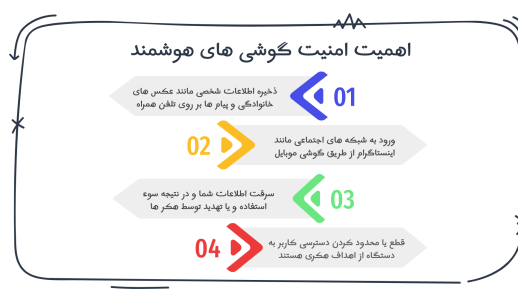 اهمیت امنیت گوشی های هوشمند
01
ذخیره اطلاعات شخصی مانند عکس های
خانوادگی و پیام ها بر روی تلفن همراه
02
ورود به شبکه های اجتماعی مانند
اینستاگرام از طریق گوشی موبایل
03
سرقت اطلاعات شما و در نتیجه سوء
استفاده و یا تهدید توسط هکر ها
04
قطع یا محدود کردن دسترسی کاربر به
دستگاه از اهداف هکری هستند